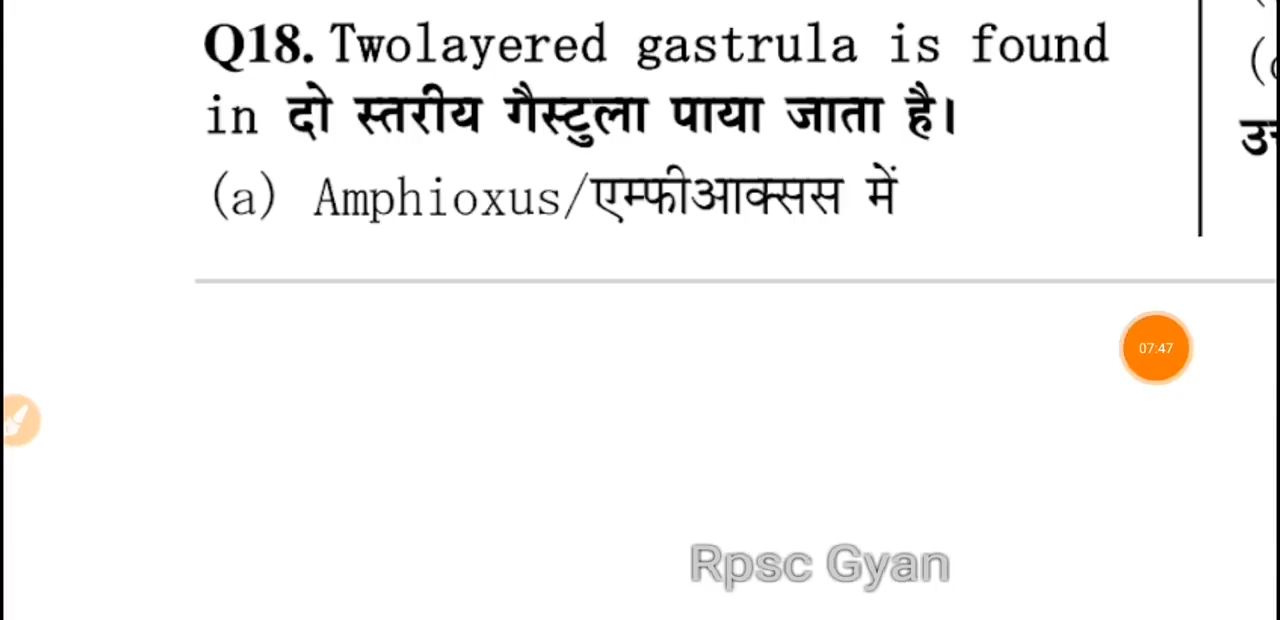 Q18. Twolayered gastrula is found
in दो स्तरीय गैस्टुला पाया जाता है।
(a) Amphioxus/एम्फीआक्सस में
07:47
Rpsc Gyan